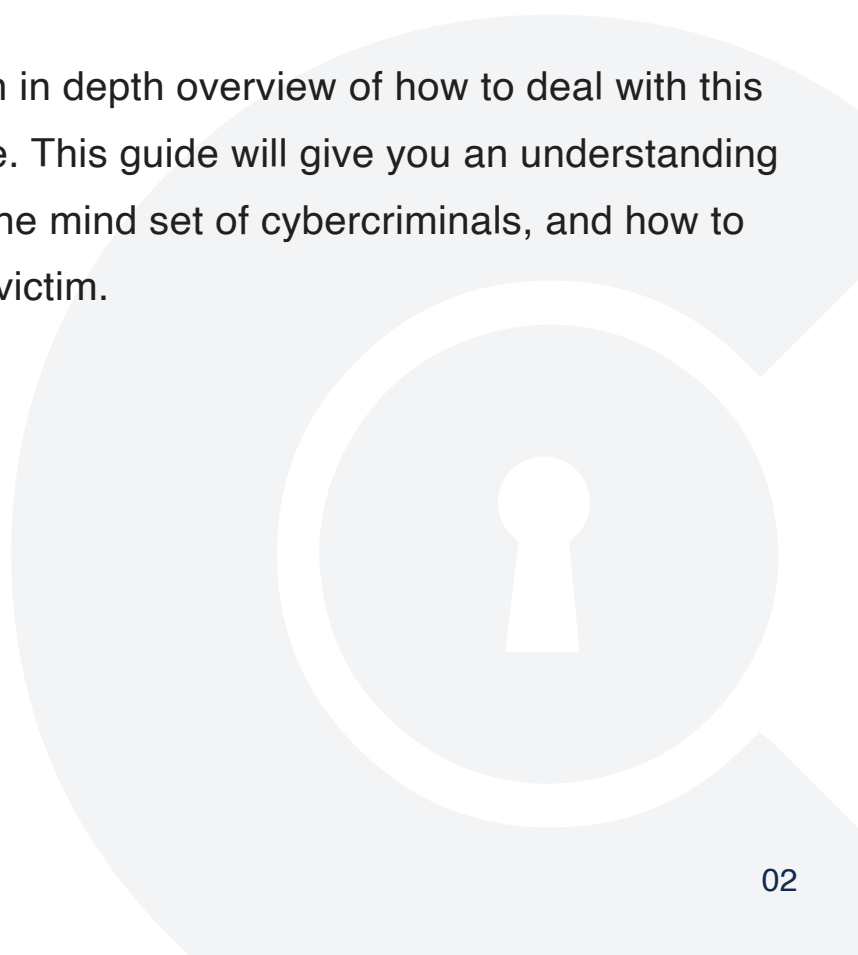 in depth overview of how to deal with this
. This guide will give you an understanding
mind set of cybercriminals, and how to
victim.
02